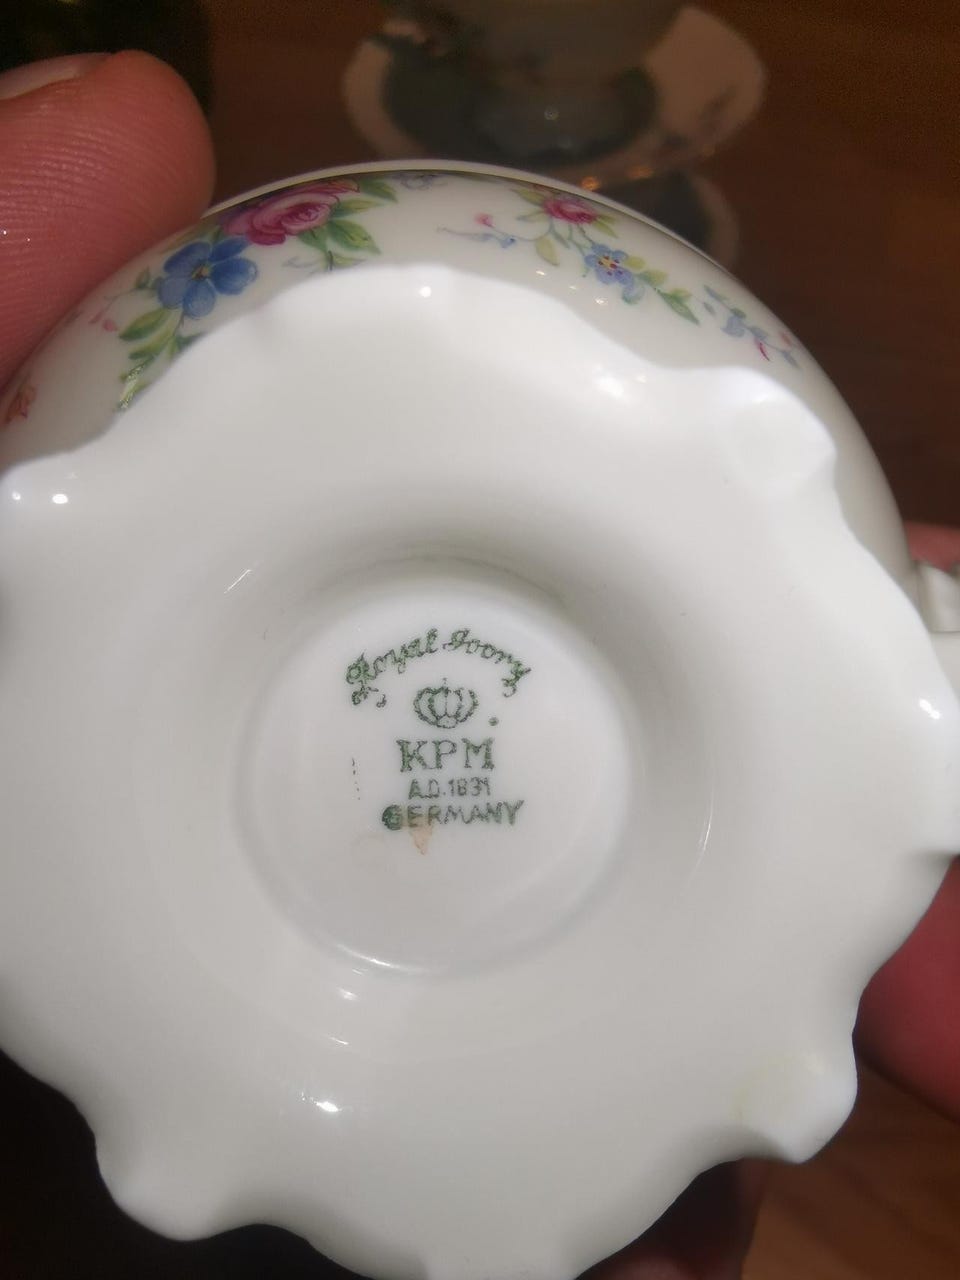 Royal Ivory
KPM
A.D.1831
GERMANY